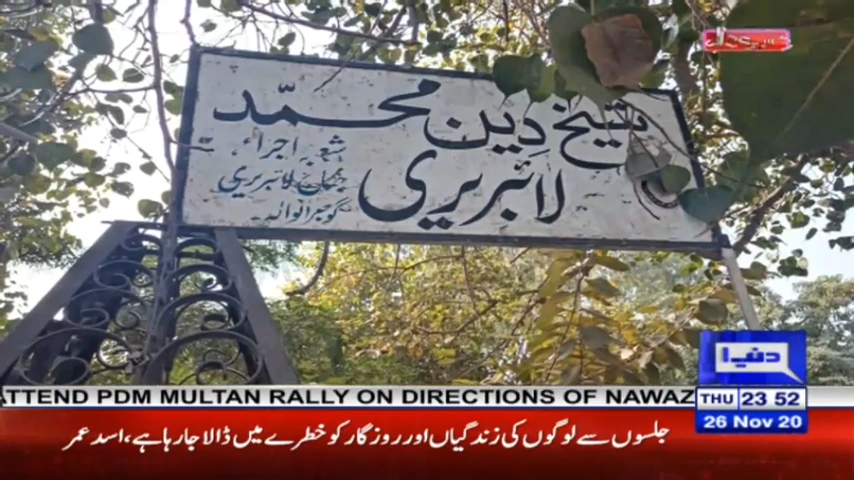 شیخ دین محمّد
لائبریری
شعبہ اجراء
لائبریری
گوجرانوالہ۔
دنیا
ATTEND PDM MULTAN RALLY ON DIRECTIONS OF NAWAZ
THU 23 52
26 Nov 20
جلسوں سے لوگوں کی زندگیاں اور روزگار کو خطرے میں ڈالا جا رہا ہے، اسد عمر